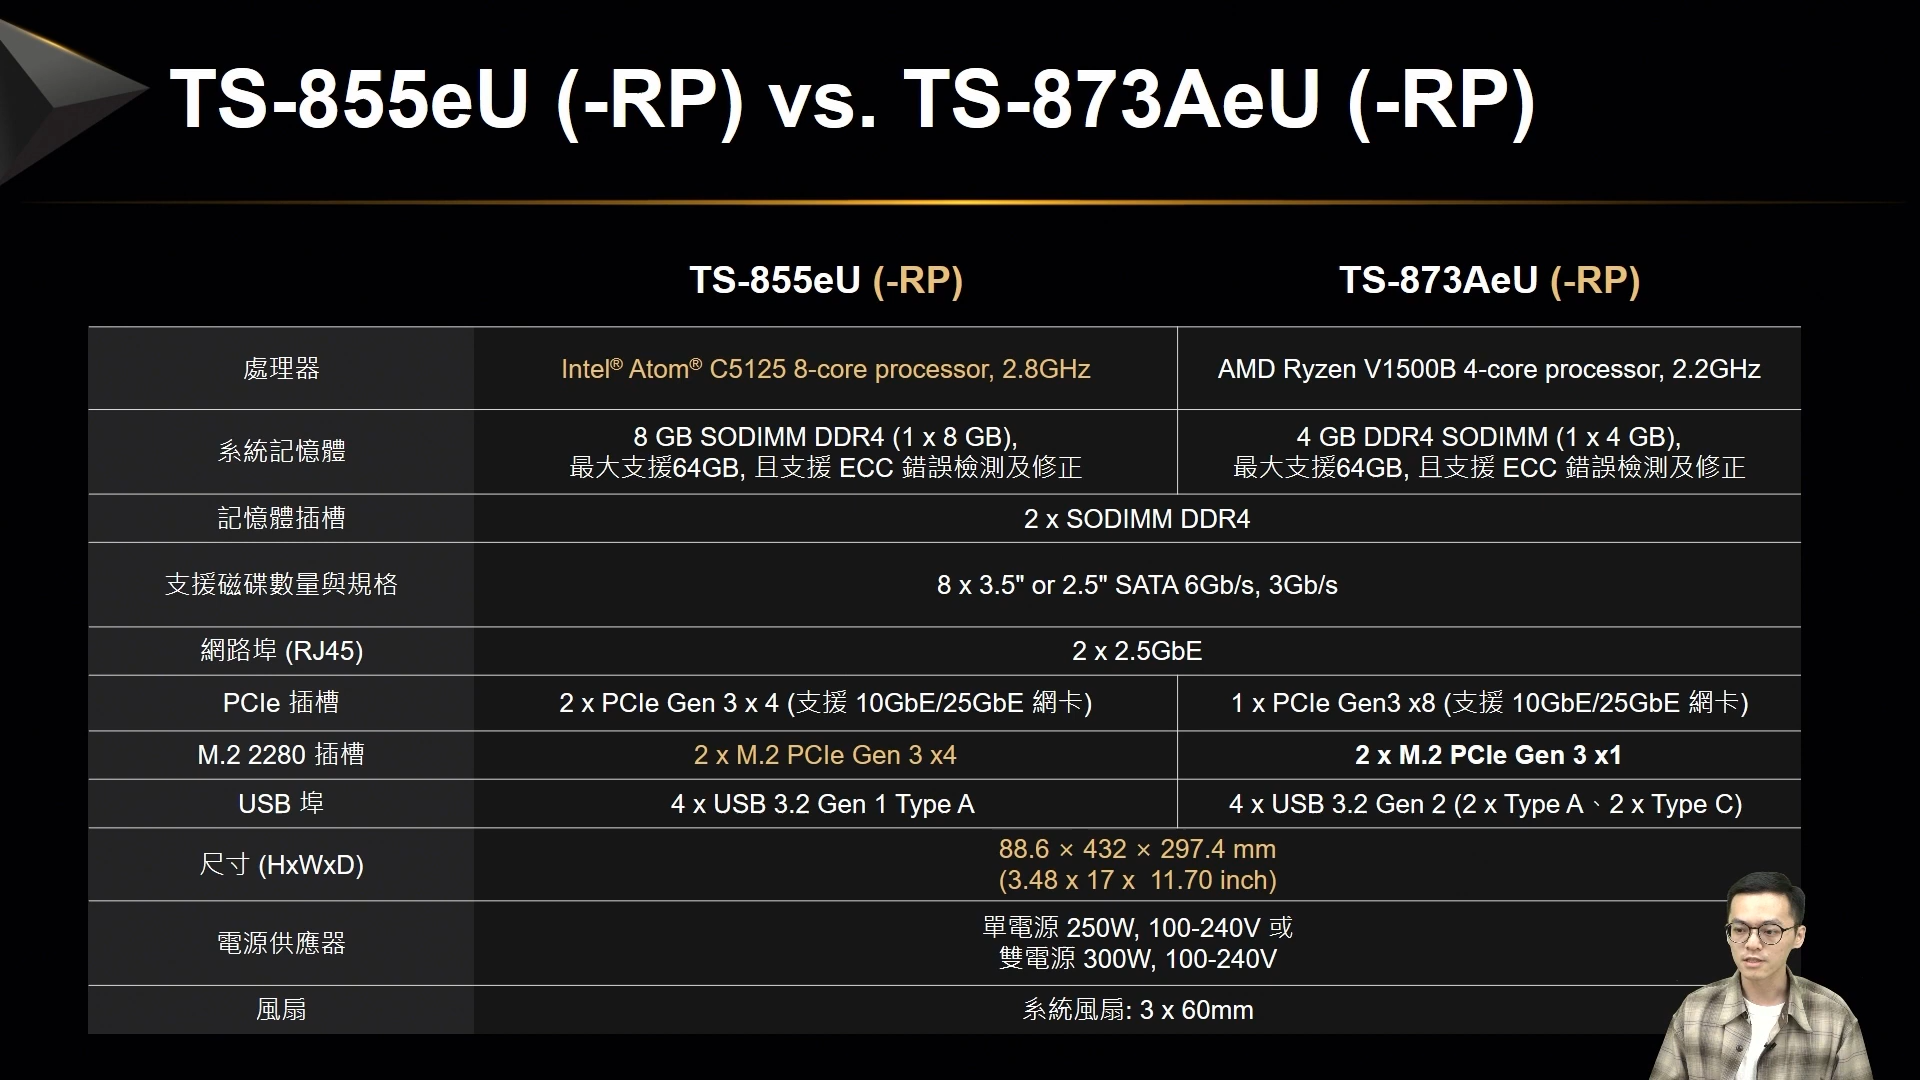 TS-855eU (-RP) vs. TS-873AeU (-RP)
TS-855eU (-RP)
TS-873AeU (-RP)
處理器
Intel® Atom® C5125 8-core processor, 2.8GHz
AMD Ryzen V1500B 4-core processor, 2.2GHz
系統記憶體
8 GB SODIMM DDR4 (1 x 8 GB),
最大支援64GB, 且支援 ECC 錯誤檢測及修正
4 GB DDR4 SODIMM (1 x 4 GB),
最大支援64GB, 且支援 ECC 錯誤檢測及修正
記憶體插槽
2 x SODIMM DDR4
支援磁碟數量與規格
8 x 3.5" or 2.5" SATA 6Gb/s, 3Gb/s
網路埠 (RJ45)
2 x 2.5GbE
PCIe 插槽
2 x PCIe Gen 3 x 4 (支援 10GbE/25GbE 網卡)
1 x PCIe Gen3 x8 (支援 10GbE/25GbE 網卡)
M.2 2280 插槽
2 x M.2 PCIe Gen 3 x4
2 x M.2 PCIe Gen 3 x1
USB 埠
4 x USB 3.2 Gen 1 Type A
4 x USB 3.2 Gen 2 (2 x Type A、2 x Type C)
尺寸 (HxWxD)
88.6 × 432 × 297.4 mm
(3.48 x 17 x 11.70 inch)
電源供應器
單電源 250W, 100-240V 或
雙電源 300W, 100-240V
風扇
系統風扇: 3 x 60mm